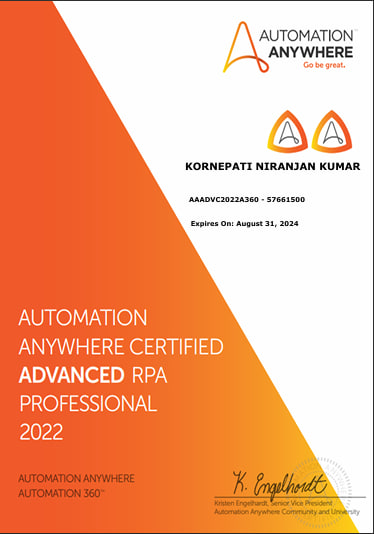 AUTOMATION™
ANYWHERE
Go be great.
KORNEPATI NIRANJAN KUMAR
AAADVC2022A360 - 57661500
Expires On: August 31, 2024
AUTOMATION
ANYWHERE CERTIFIED
ADVANCED RPA
PROFESSIONAL
2022
AUTOMATION ANYWHERE
AUTOMATION 360™
K. Engelhardt
Kristen Engelhardt, Senior Vice President
Automation Anywhere Community and University